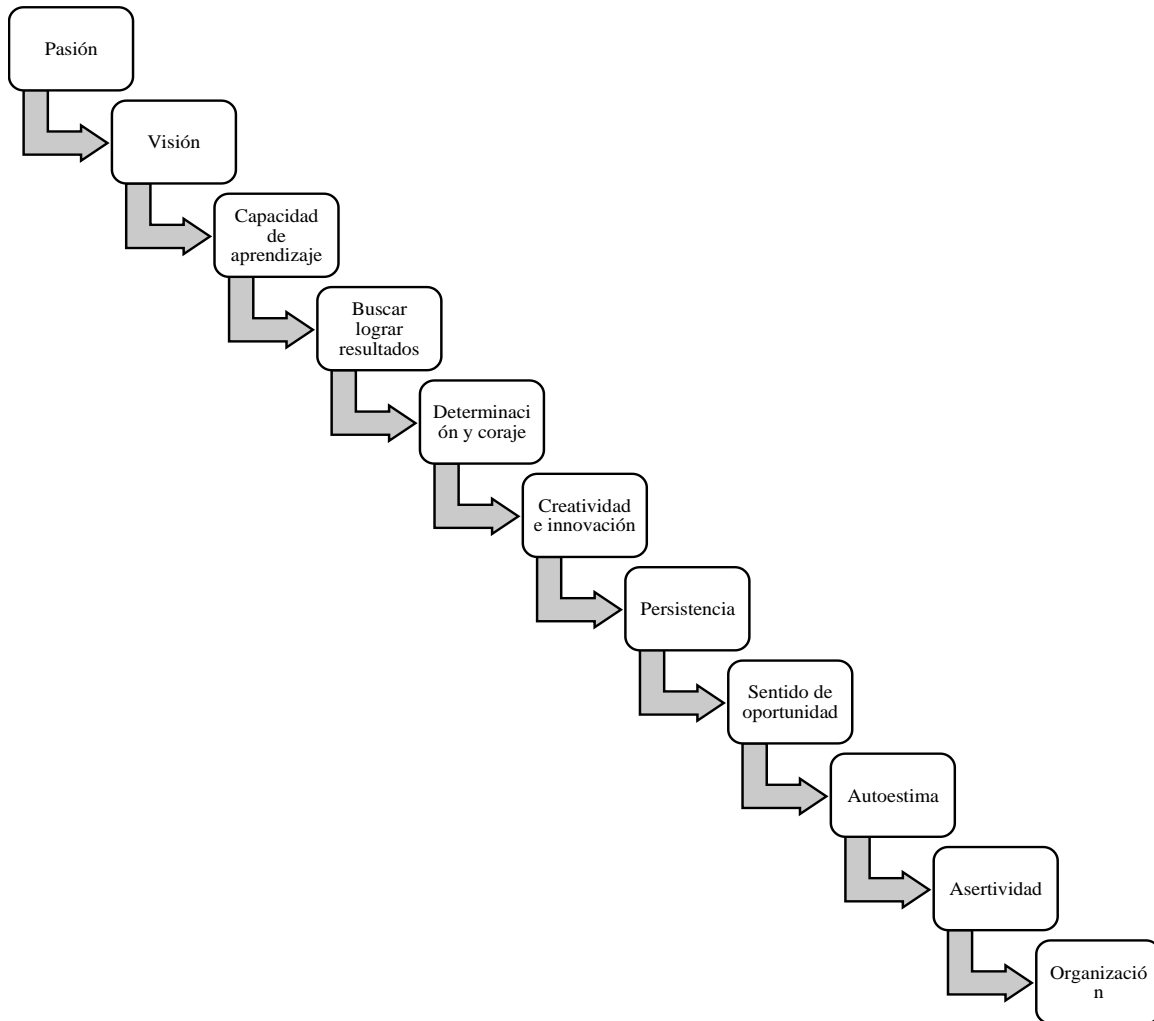 Pasión
Visión
Capacidad
de
aprendizaje
Buscar
lograr
resultados
Determinaci
ón y coraje
Creatividad
e innovación
Persistencia
Sentido de
oportunidad
Autoestima
Asertividad
Organizació
n